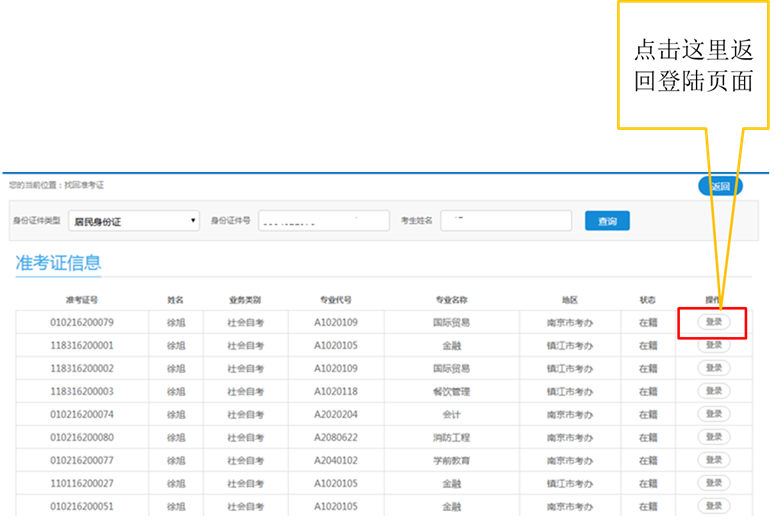 点击这里返
回登陆页面
您的当前位置：找回准考证
返回
身份证件类型 居民身份证 身份证件号 考生姓名 查询
准考证信息
准考证号 姓名 业务类别 专业代号 专业名称 地区 状态 操作
010216200079 徐旭 社会自考 A1020109 国际贸易 南京市考办 在籍 登录
118316200001 徐旭 社会自考 A1020105 金融 镇江市考办 在籍 登录
118316200002 徐旭 社会自考 A1020109 国际贸易 镇江市考办 在籍 登录
118316200003 徐旭 社会自考 A1020118 餐饮管理 镇江市考办 在籍 登录
010216200074 徐旭 社会自考 A2020204 会计 南京市考办 在籍 登录
010216200080 徐旭 社会自考 A2080622 消防工程 南京市考办 在籍 登录
010216200077 徐旭 社会自考 A2040102 学前教育 南京市考办 在籍 登录
110116200027 徐旭 社会自考 A1020105 金融 镇江市考办 在籍 登录
010216200051 徐旭 社会自考 A1020105 金融 南京市考办 在籍 登录